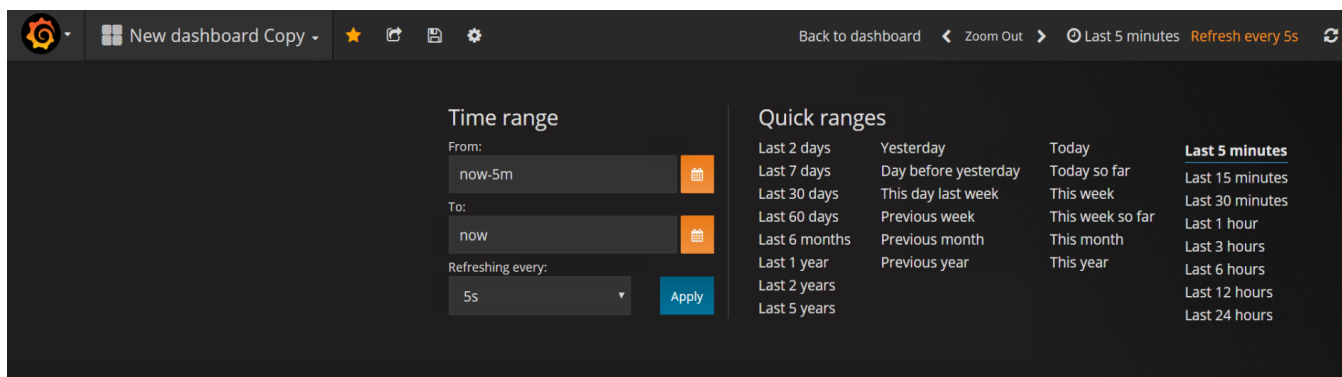 New dashboard Copy
Back to dashboard Zoom Out Last 5 minutes Refresh every 5s
Time range
From:
now-5m
To:
now
Refreshing every:
5s
Apply
Quick ranges
Last 2 days
Last 7 days
Last 30 days
Last 60 days
Last 6 months
Last 1 year
Last 2 years
Last 5 years
Yesterday
Day before yesterday
This day last week
Previous week
Previous month
Previous year
Today
Today so far
This week
This week so far
This month
This year
Last 5 minutes
Last 15 minutes
Last 30 minutes
Last 1 hour
Last 3 hours
Last 6 hours
Last 12 hours
Last 24 hours